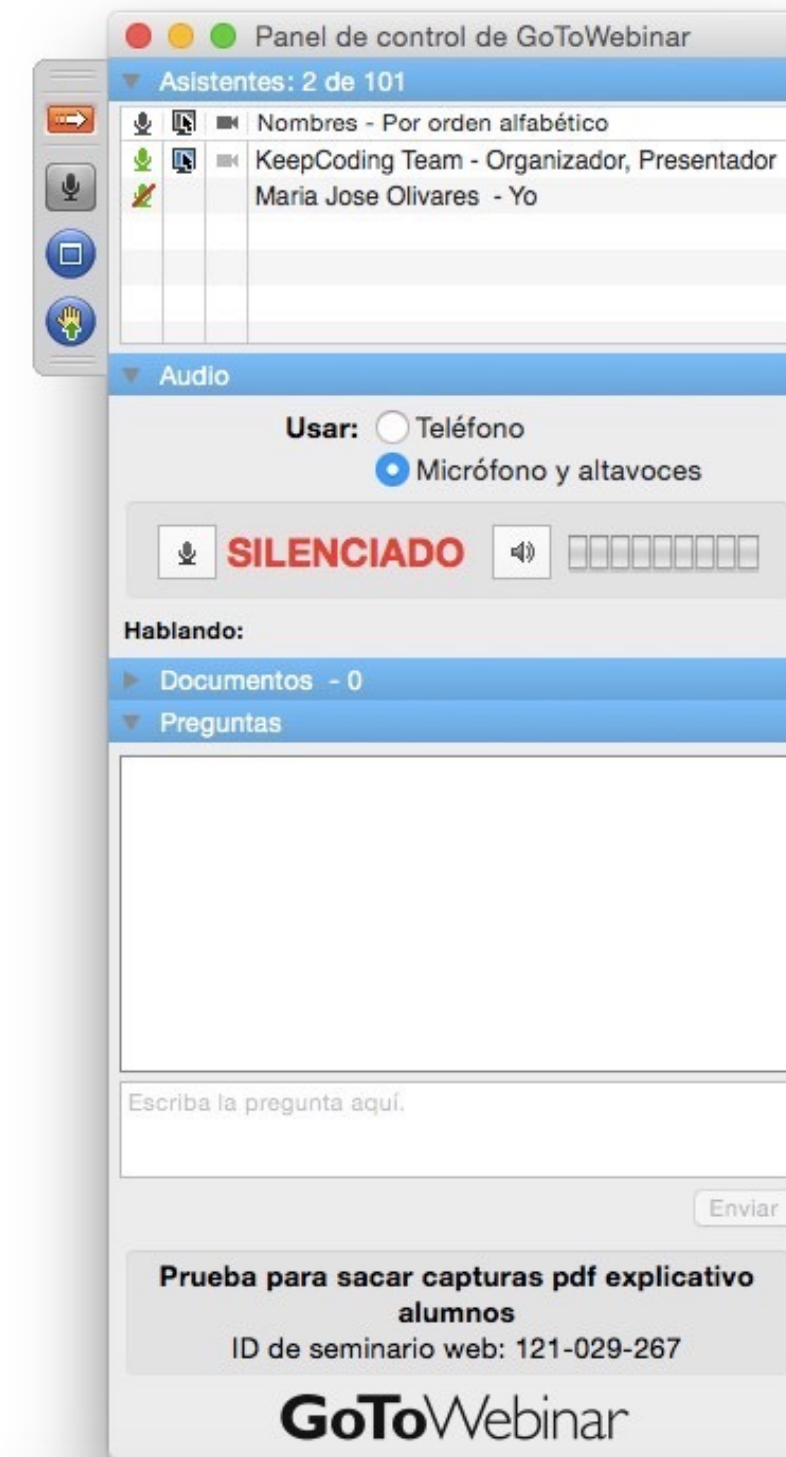 Panel de control de GoToWebinar
Asistentes: 2 de 101
Nombres - Por orden alfabético
KeepCoding Team - Organizador, Presentador
Maria Jose Olivares - Yo
Audio
Usar: Teléfono
Micrófono y altavoces
SILENCIADO
Hablando:
Documentos - 0
Preguntas
Escriba la pregunta aquí.
Enviar
Prueba para sacar capturas pdf explicativo
alumnos
ID de seminario web: 121-029-267
GoToWebinar